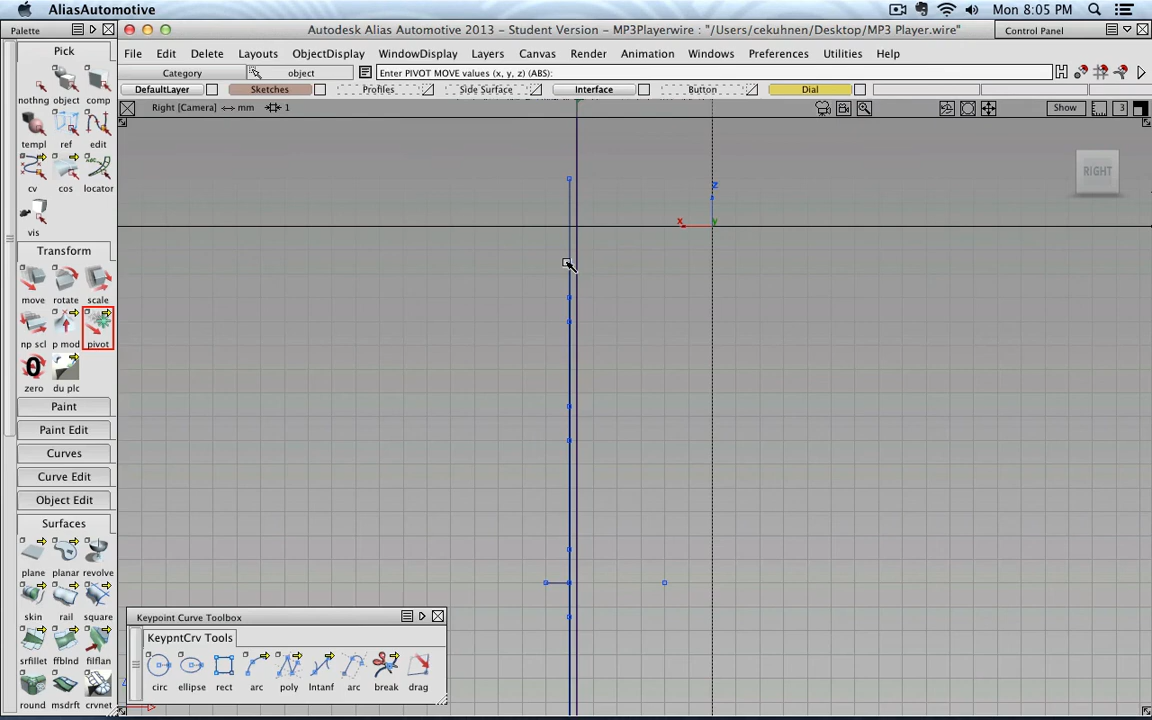 AliasAutomotive
Mon 8:05 PM
Palette
Autodesk Alias Automotive 2013 - Student Version - MP3Playerwire : "/Users/cekuhnen/Desktop/MP3 Player.wire"
Control Panel
File Edit Delete Layouts ObjectDisplay WindowDisplay Layers Canvas Render Animation Windows Preferences Utilities Help
Category object Enter PIVOT MOVE values (x, y, z) (ABS):
DefaultLayer Sketches Profiles Side Surface Interface Button Dial
Right [Camera] mm 1
Show 3
RIGHT
z
x y
Pick
nothng object comp
templ ref edit
cv cos locator
vis
Transform
move rotate scale
np scl p mod pivot
0
zero du plc
Paint
Paint Edit
Curves
Curve Edit
Object Edit
Surfaces
plane planar revolve
skin rail square
srfillet ffblnd filflan
round msdrft crvnet
Keypoint Curve Toolbox
KeypntCrv Tools
circ ellipse rect arc poly lntanf arc break drag